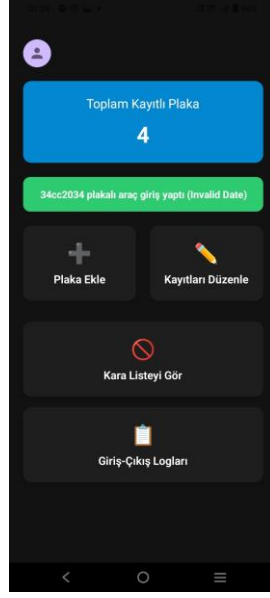 Toplam Kayıtlı Plaka
4
34cc2034 plakalı araç giriş yaptı (Invalid Date)
Plaka Ekle
Kayıtları Düzenle
Kara Listeyi Gör
Giriş-Çıkış Logları